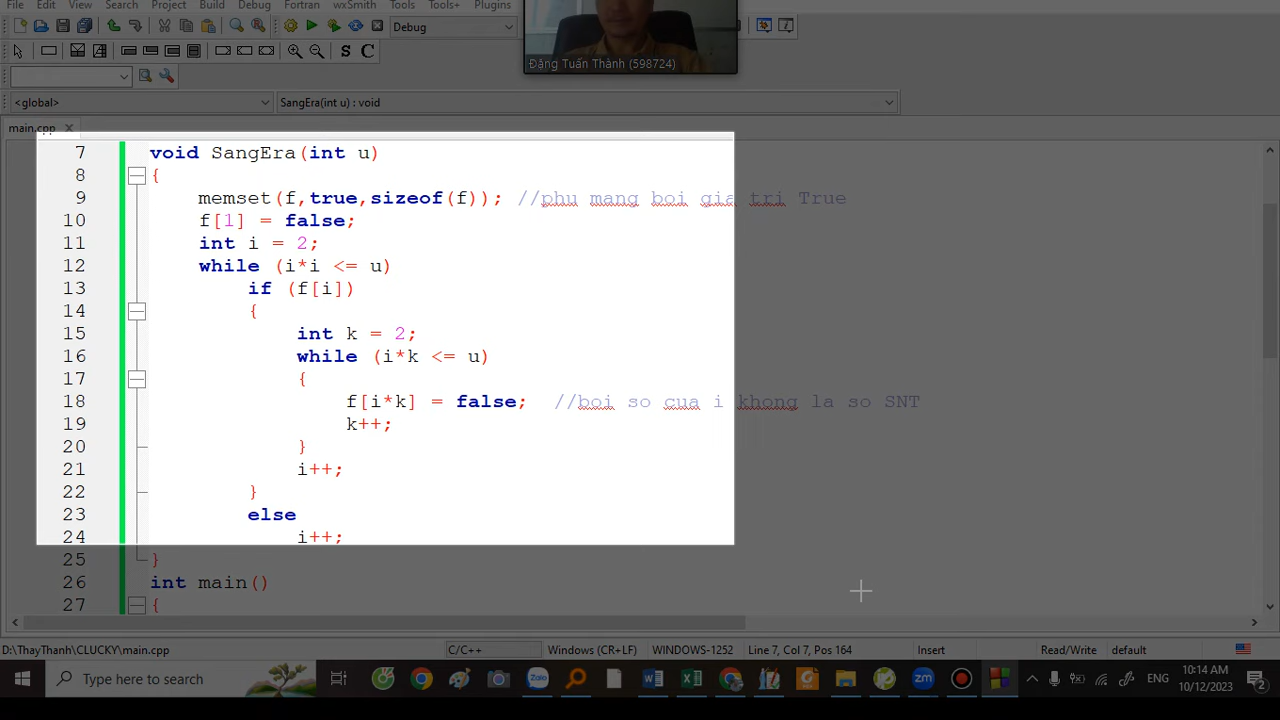 File Edit View Search Project Build Debug Fortran wxSmith Tools Tools+ Plugins
Debug
Đặng Tuấn Thành (598724)
<global> SangEra(int u) : void
main.cpp
7 void SangEra(int u)
8 {
9 memset(f,true,sizeof(f)); //phu mang boi gia tri True
10 f[1] = false;
11 int i = 2;
12 while (i*i <= u)
13 if (f[i])
14 {
15 int k = 2;
16 while (i*k <= u)
17 {
18 f[i*k] = false; //boi so cua i khong la so SNT
19 k++;
20 }
21 i++;
22 }
23 else
24 i++;
25 }
26 int main()
27 {
D:\ThayThanh\CLUCKY\main.cpp C/C++ Windows (CR+LF) WINDOWS-1252 Line 7, Col 7, Pos 164 Insert Read/Write default
Type here to search
ENG
10:14 AM
10/12/2023
2